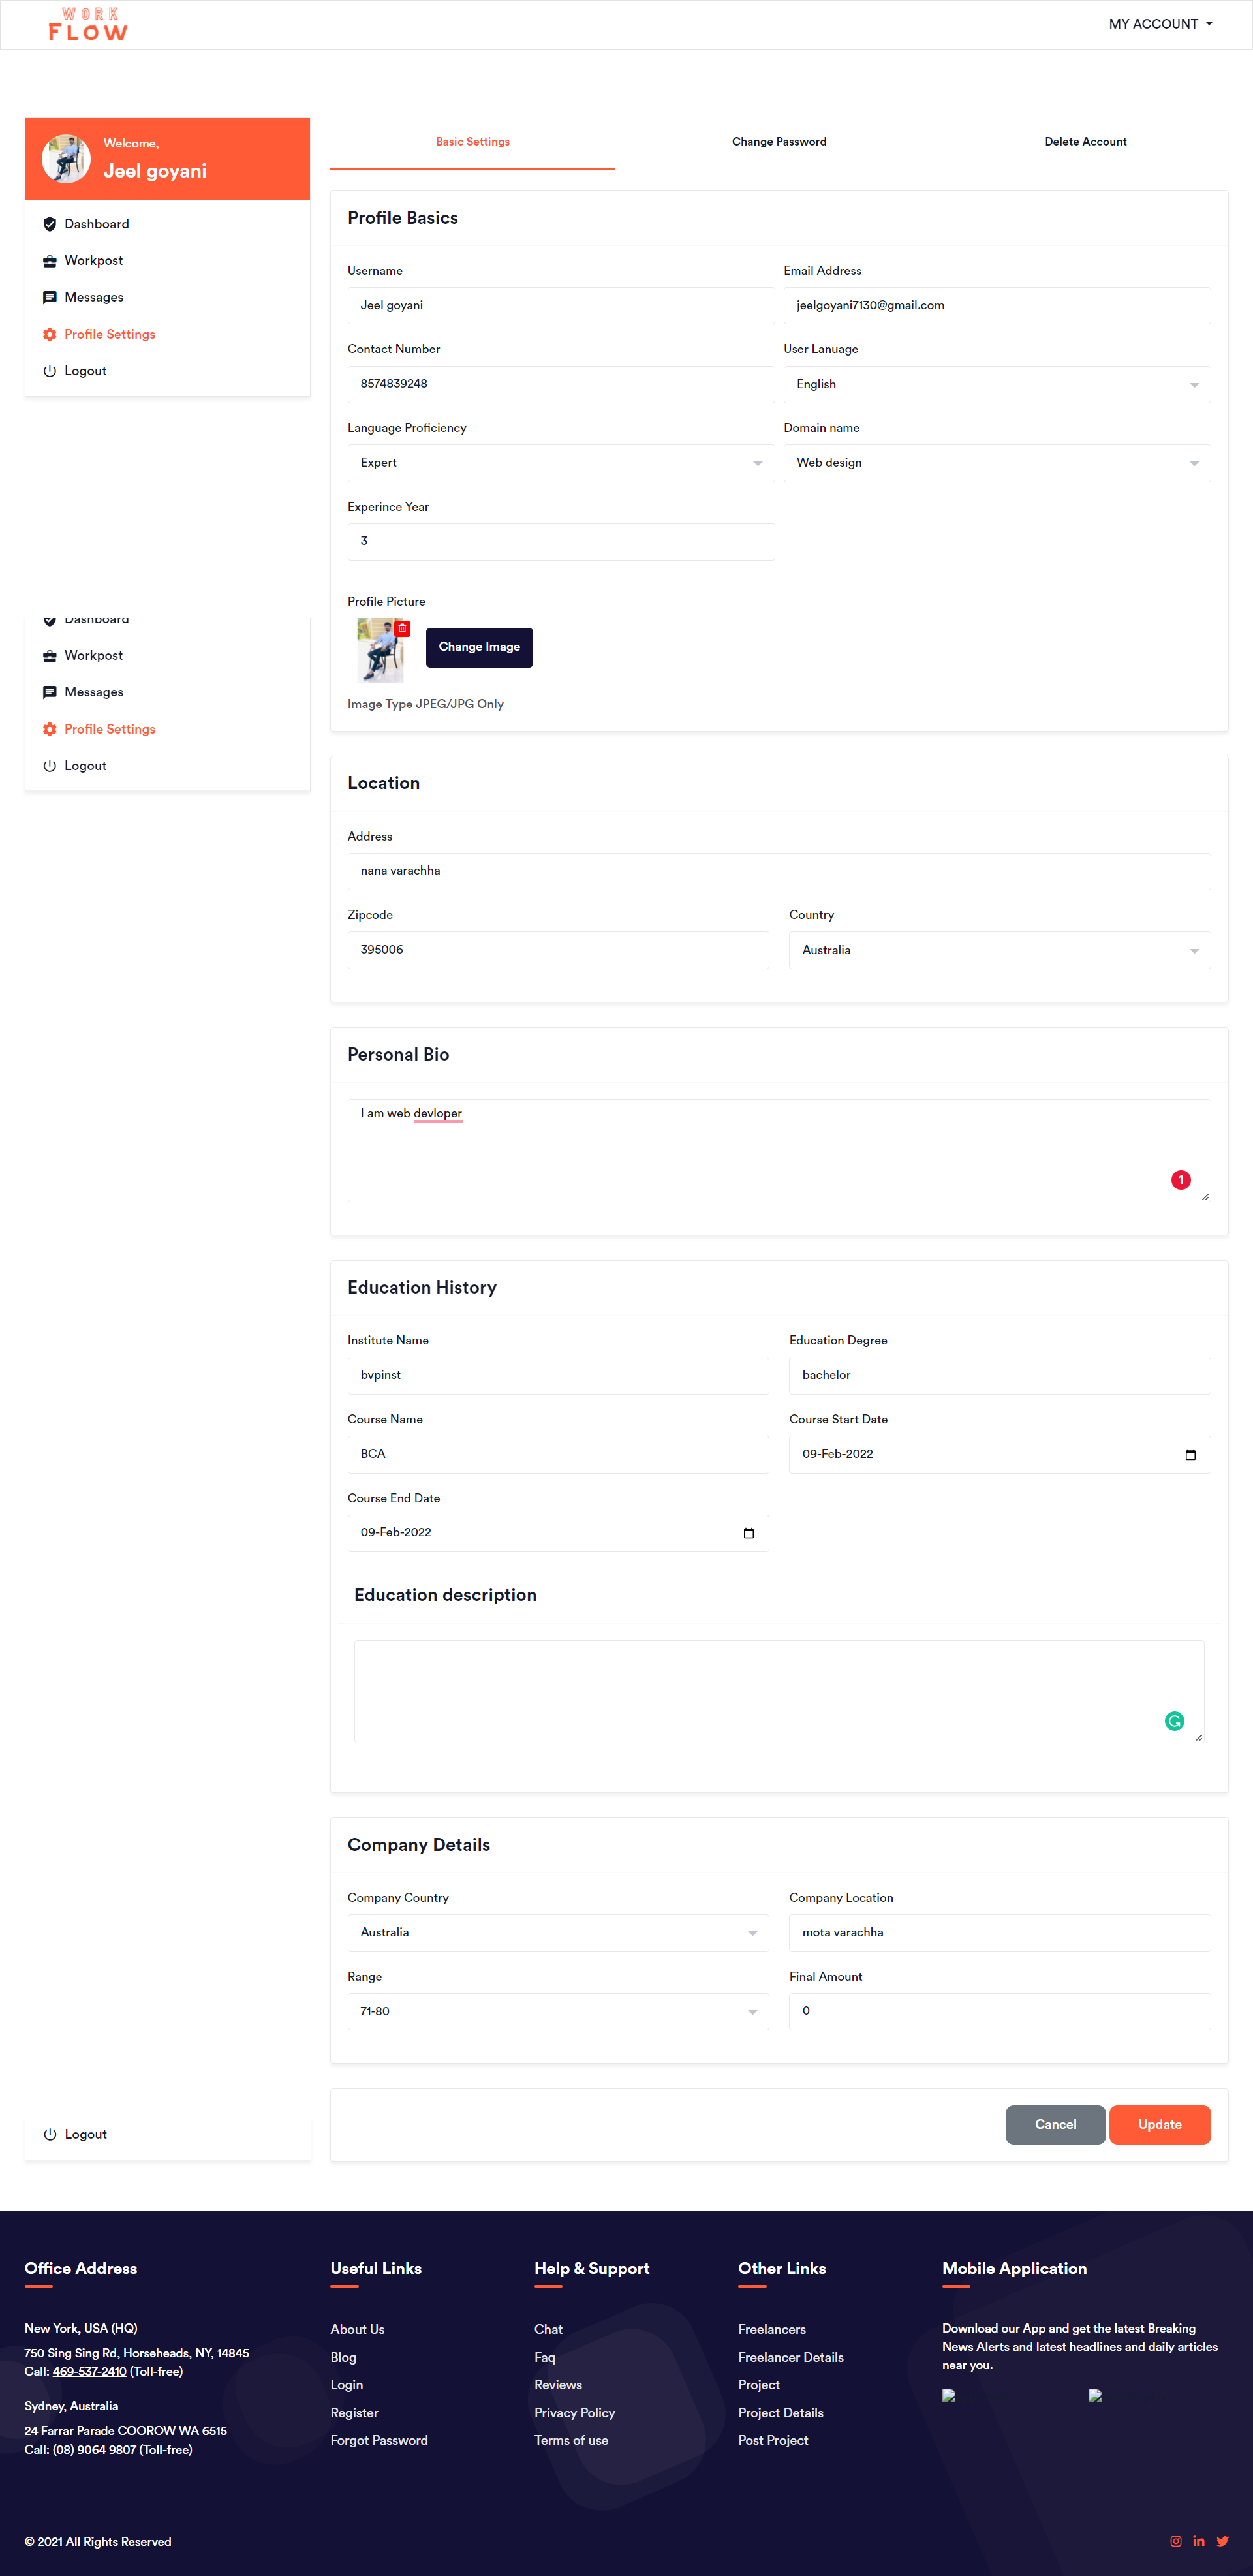 WORK
FLOW
MY ACCOUNT
Welcome,
Jeel goyani
Dashboard
Workpost
Messages
Profile Settings
Logout
Basic Settings
Change Password
Delete Account
Profile Basics
Username
Email Address
Jeel goyani
jeelgoyani7130@gmail.com
Contact Number
User Lanuage
8574839248
English
Language Proficiency
Domain name
Expert
Web design
Experince Year
3
Profile Picture
Change Image
Image Type JPEG/JPG Only
Dashboard
Workpost
Messages
Profile Settings
Logout
Location
Address
nana varachha
Zipcode
Country
395006
Australia
Personal Bio
I am web devloper
1
Education History
Institute Name
Education Degree
bvpinst
bachelor
Course Name
Course Start Date
BCA
09-Feb-2022
Course End Date
09-Feb-2022
Education description
Company Details
Company Country
Company Location
Australia
mota varachha
Range
Final Amount
71-80
0
Logout
Cancel
Update
Office Address
New York, USA (HQ)
750 Sing Sing Rd, Horseheads, NY, 14845
Call: 469-537-2410 (Toll-free)
Sydney, Australia
24 Farrar Parade COOROW WA 6515
Call: (08) 9064 9807 (Toll-free)
Useful Links
About Us
Blog
Login
Register
Forgot Password
Help & Support
Chat
Faq
Reviews
Privacy Policy
Terms of use
Other Links
Freelancers
Freelancer Details
Project
Project Details
Post Project
Mobile Application
Download our App and get the latest Breaking
News Alerts and latest headlines and daily articles
near you.
© 2021 All Rights Reserved